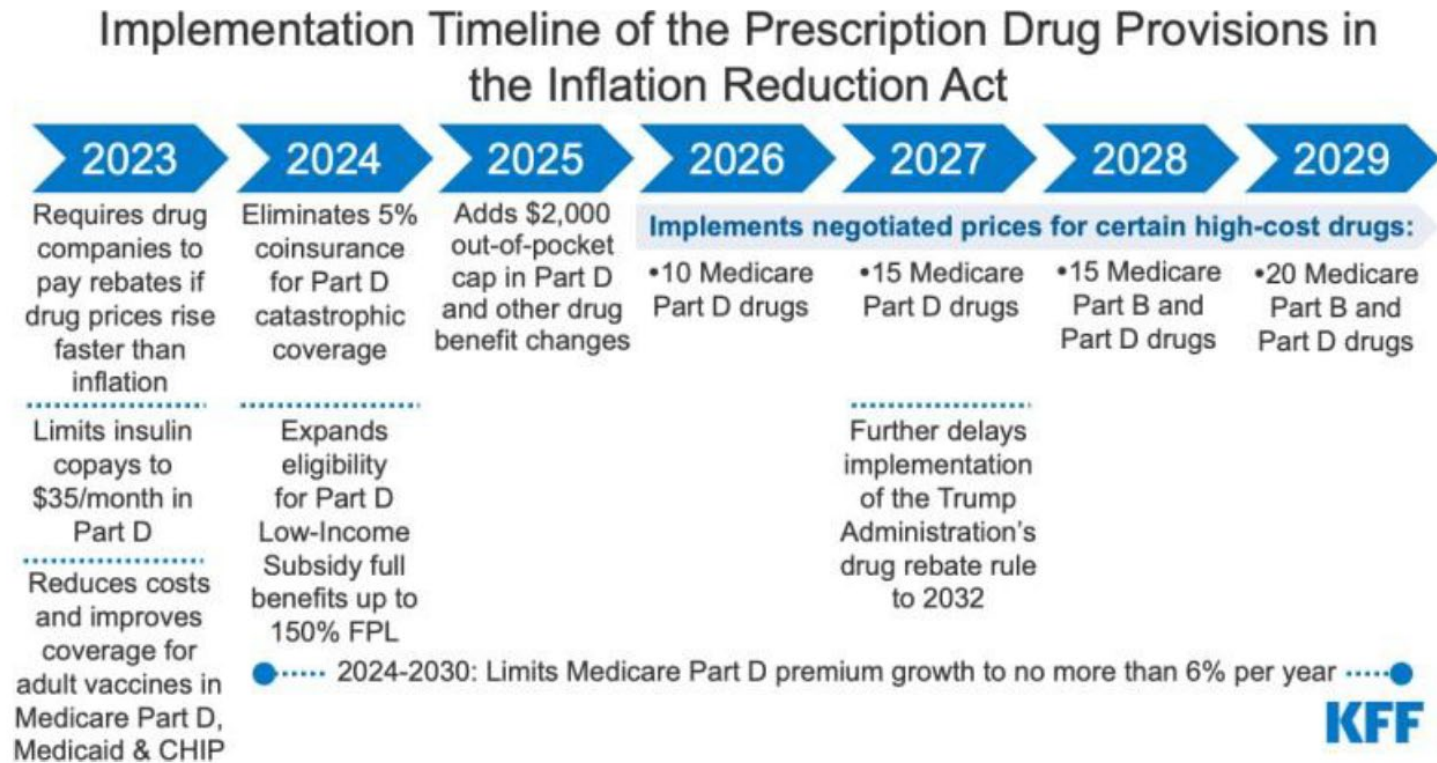 Implementation Timeline of the Prescription Drug Provisions in
the Inflation Reduction Act
2023
Requires drug
companies to
pay rebates if
drug prices rise
faster than
inflation
Limits insulin
copays to
$35/month in
Part D
Reduces costs
and improves
coverage for
adult vaccines in
Medicare Part D,
Medicaid & CHIP
2024
Eliminates 5%
coinsurance
for Part D
catastrophic
coverage
Expands
eligibility
for Part D
Low-Income
Subsidy full
benefits up to
150% FPL
2025
Adds $2,000
out-of-pocket
cap in Part D
and other drug
benefit changes
2026
2027
2028
2029
Implements negotiated prices for certain high-cost drugs:
•10 Medicare
Part D drugs
•15 Medicare
Part D drugs
Further delays
implementation
of the Trump
Administration’s
drug rebate rule
to 2032
•15 Medicare
Part B and
Part D drugs
•20 Medicare
Part B and
Part D drugs
2024-2030: Limits Medicare Part D premium growth to no more than 6% per year
KFF